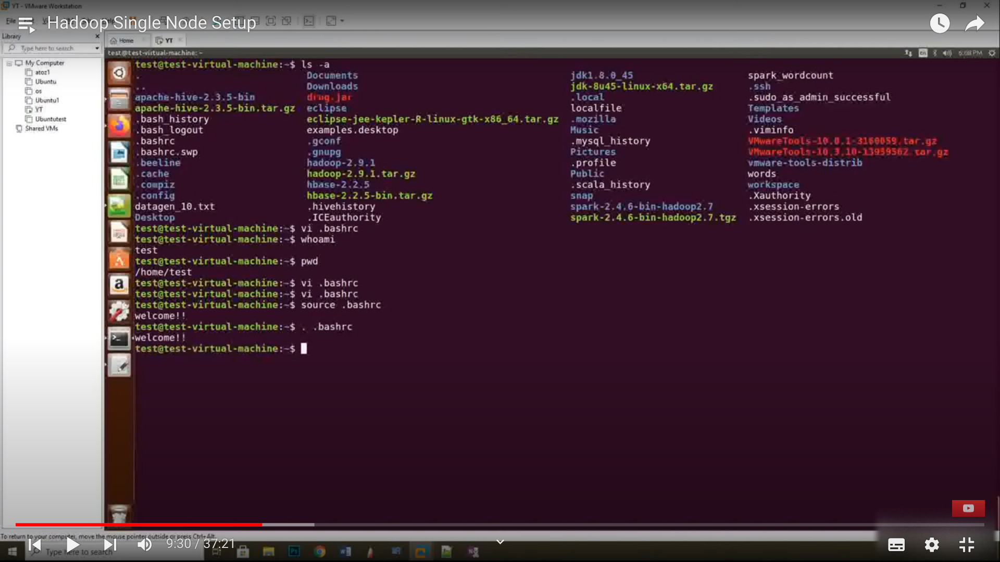 YT - VMware Workstation
File
Hadoop Single Node Setup
Library
Type here to search
Home
YT
My Computer
atoz1
Ubuntu
os
Ubuntu1
YT
Ubuntutest
Shared VMs
test@test-virtual-machine: ~
en
6:08 PM
test@test-virtual-machine:~$ ls -a
. Documents jdk1.8.0_45 spark_wordcount
.. Downloads jdk-8u45-linux-x64.tar.gz .ssh
apache-hive-2.3.5-bin drug.jar .local .sudo_as_admin_successful
apache-hive-2.3.5-bin.tar.gz eclipse localfile Templates
.bash_history eclipse-jee-kepler-R-linux-gtk-x86_64.tar.gz .mozilla Videos
.bash_logout examples.desktop Music .viminfo
.bashrc .gconf .mysql_history VMwareTools-10.0.1-3160059.tar.gz
.bashrc.swp .gnupg Pictures VMwareTools-10.3.10-13959562.tar.gz
.beeline hadoop-2.9.1 .profile vmware-tools-distrib
.cache hadoop-2.9.1.tar.gz Public words
.compiz hbase-2.2.5 .scala_history workspace
.config hbase-2.2.5-bin.tar.gz snap .Xauthority
datagen_10.txt .hivehistory spark-2.4.6-bin-hadoop2.7 .xsession-errors
Desktop .ICEauthority spark-2.4.6-bin-hadoop2.7.tgz .xsession-errors.old
test@test-virtual-machine:~$ vi .bashrc
test@test-virtual-machine:~$ whoami
test
test@test-virtual-machine:~$ pwd
/home/test
test@test-virtual-machine:~$ vi .bashrc
test@test-virtual-machine:~$ vi .bashrc
test@test-virtual-machine:~$ source .bashrc
welcome!!
test@test-virtual-machine:~$ . .bashrc
welcome!!
test@test-virtual-machine:~$
To return to your computer, move the mouse pointer outside or press Ctrl+Alt.
Type here to search
9:30 / 37:21
Ps